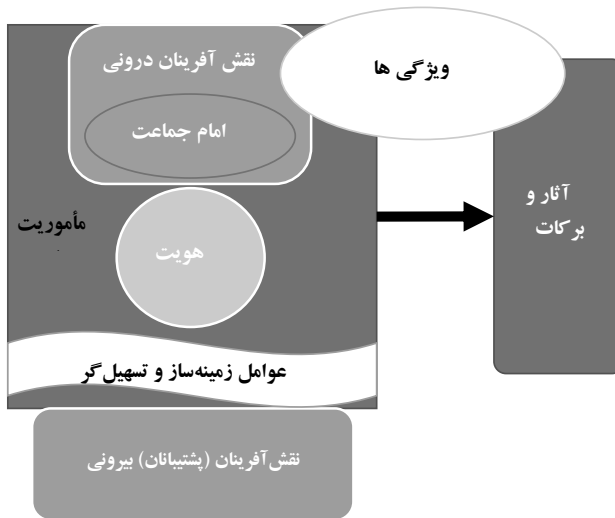 نقش آفرینان درونی
ویژگی ها
امام جماعت
مأموریت
آثار و
برکات
هویت
عوامل زمینه‌ساز و تسهیل‌گر
نقش‌آفرینان (پشتیبانان) بیرونی